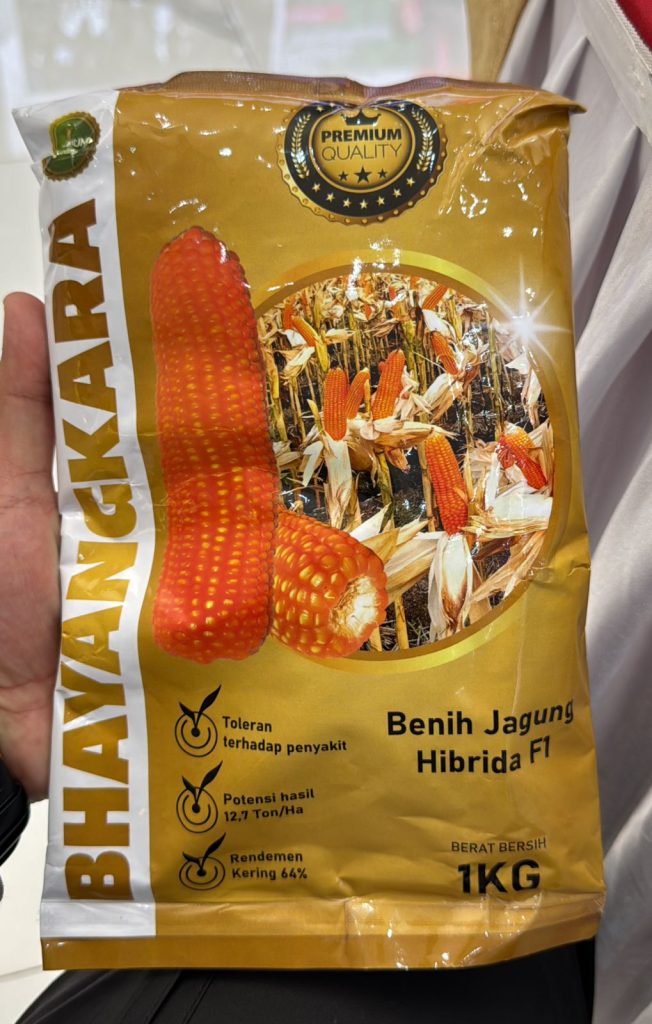 PREMIUM
QUALITY
BHAYANGKARA
Toleran
terhadap penyakit
Potensi hasil
12,7 Ton/Ha
Rendemen
Kering 64%
Benih Jagung
Hibrida F1
BERAT BERSIH
1KG